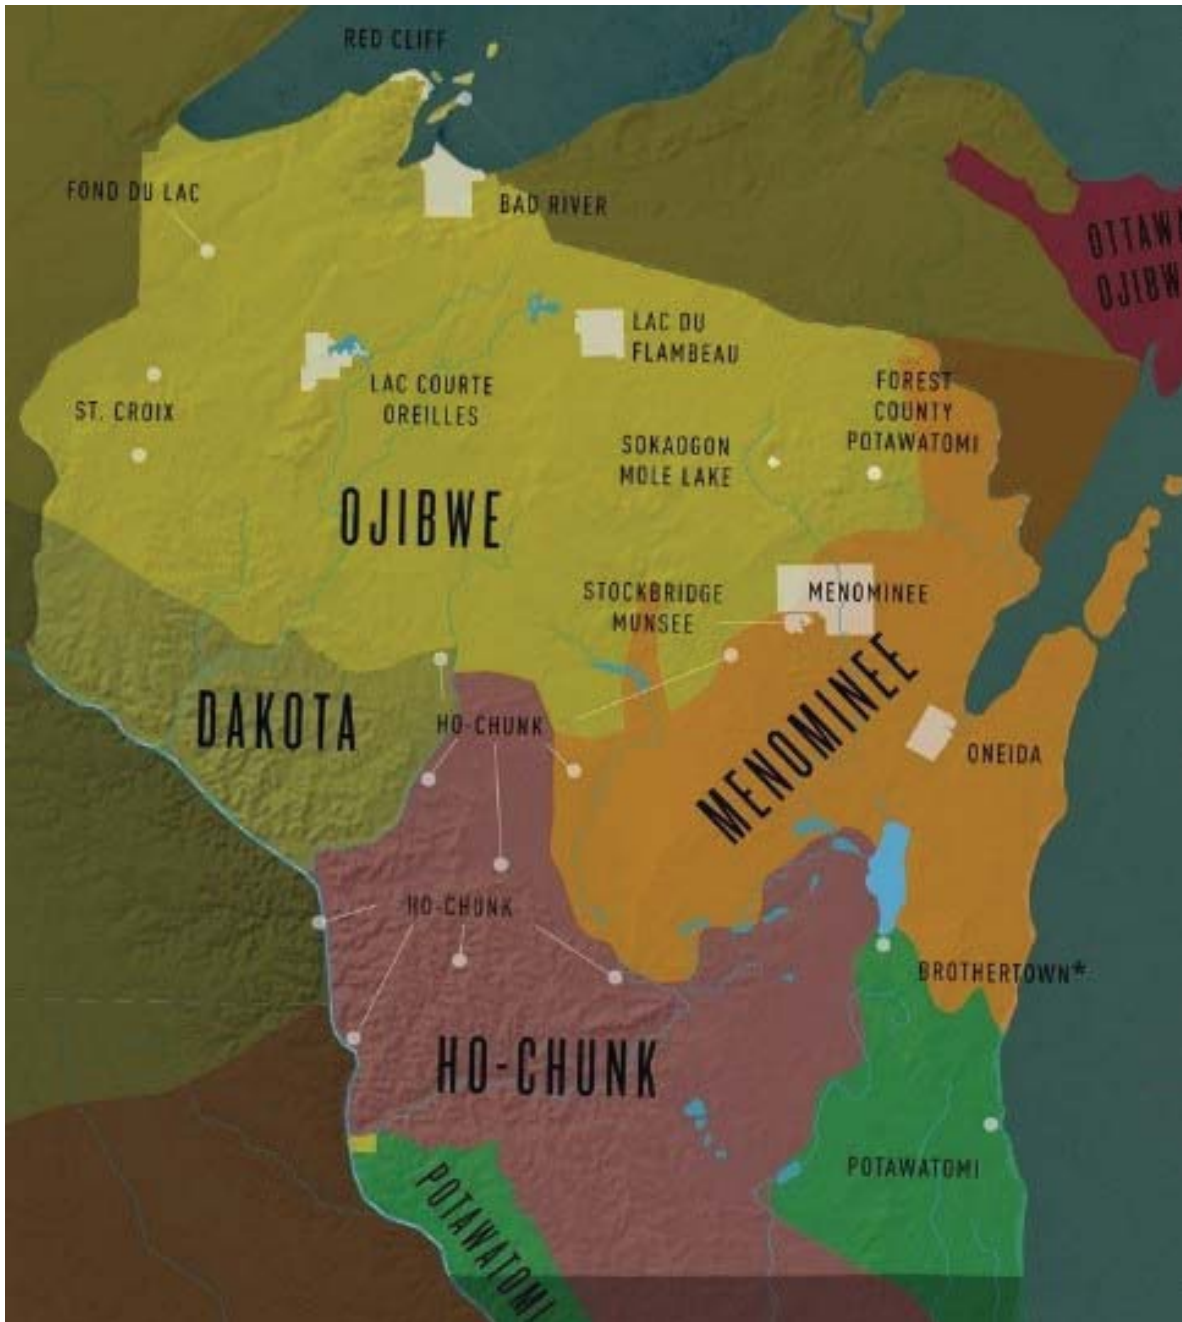 RED CLIFF
FOND DU LAC
BAD RIVER
OTTAWA
OJIBW
LAC DU
FLAMBEAU
LAC COURTE
OREILLES
ST. CROIX
FOREST
COUNTY
POTAWATOMI
SOKAOGON
MOLE LAKE
OJIBWE
STOCKBRIDGE
MUNSEE
MENOMINEE
DAKOTA
HO-CHUNK
MENOMINEE
ONEIDA
HO-CHUNK
BROTHERTOWN*
HO-CHUNK
POTAWATOMI
POTAWATOMI